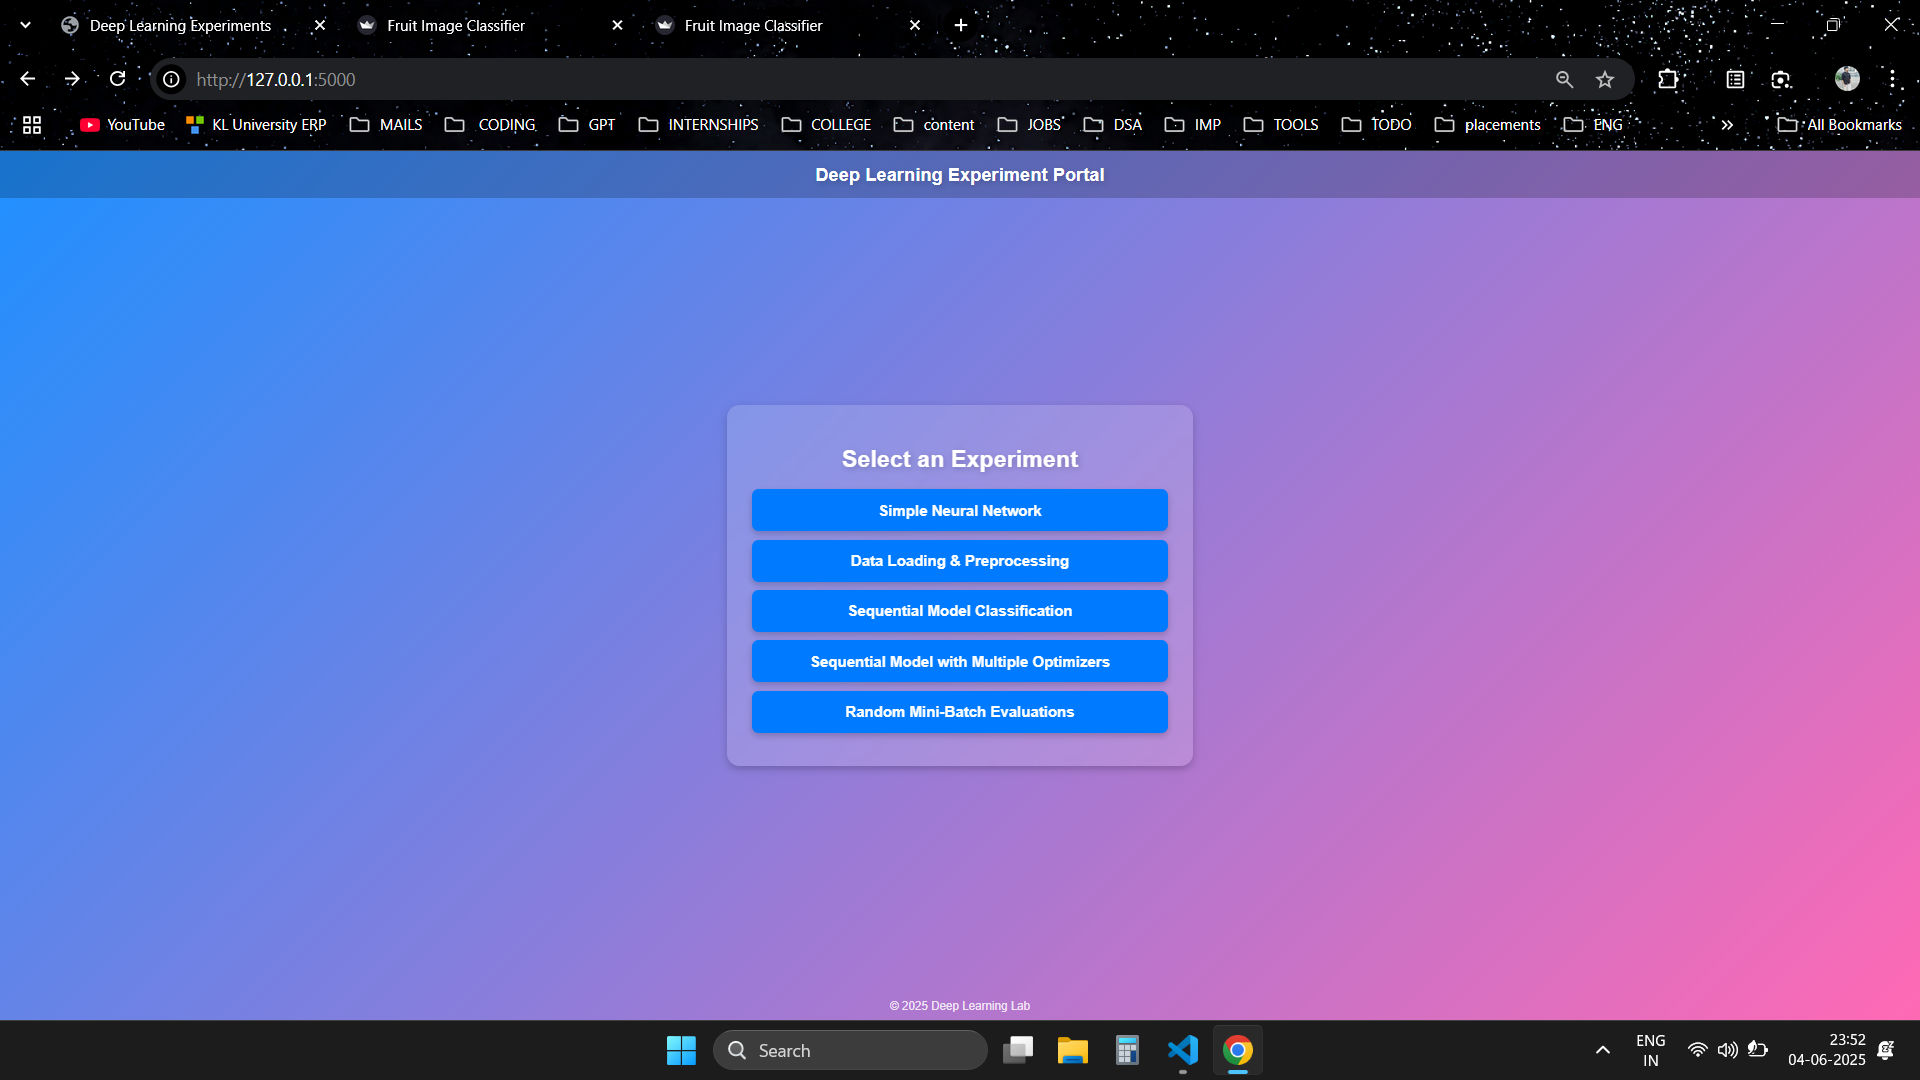 Deep Learning Experiments
Fruit Image Classifier
Fruit Image Classifier
http://127.0.0.1:5000
YouTube
KL University ERP
MAILS
CODING
GPT
INTERNSHIPS
COLLEGE
content
JOBS
DSA
IMP
TOOLS
TODO
placements
ENG
All Bookmarks
Deep Learning Experiment Portal
Select an Experiment
Simple Neural Network
Data Loading & Preprocessing
Sequential Model Classification
Sequential Model with Multiple Optimizers
Random Mini-Batch Evaluations
© 2025 Deep Learning Lab
Search
ENG
IN
23:52
04-06-2025